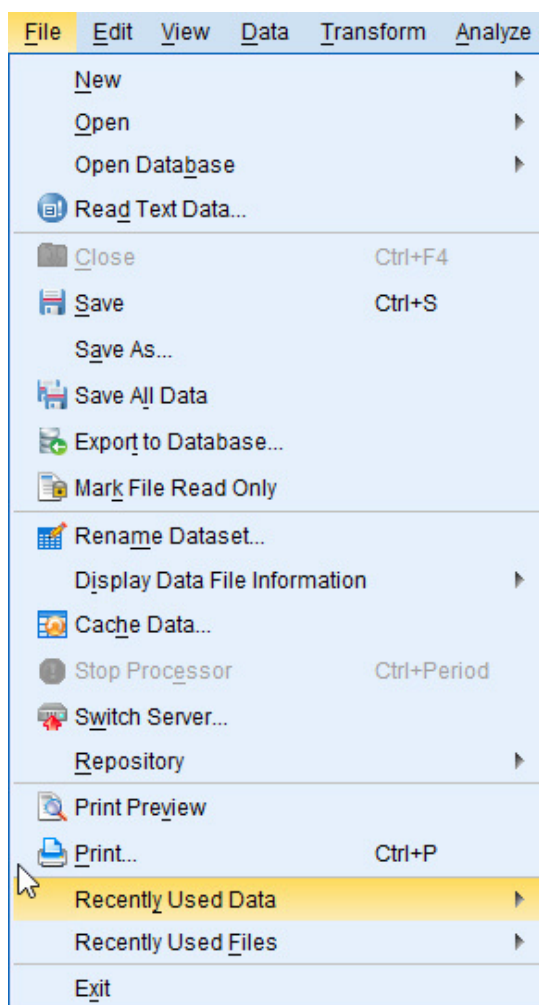 File Edit View Data Transform Analyze
New
Open
Open Database
Read Text Data...
Close Ctrl+F4
Save Ctrl+S
Save As...
Save All Data
Export to Database...
Mark File Read Only
Rename Dataset...
Display Data File Information
Cache Data...
Stop Processor Ctrl+Period
Switch Server...
Repository
Print Preview
Print... Ctrl+P
Recently Used Data
Recently Used Files
Exit